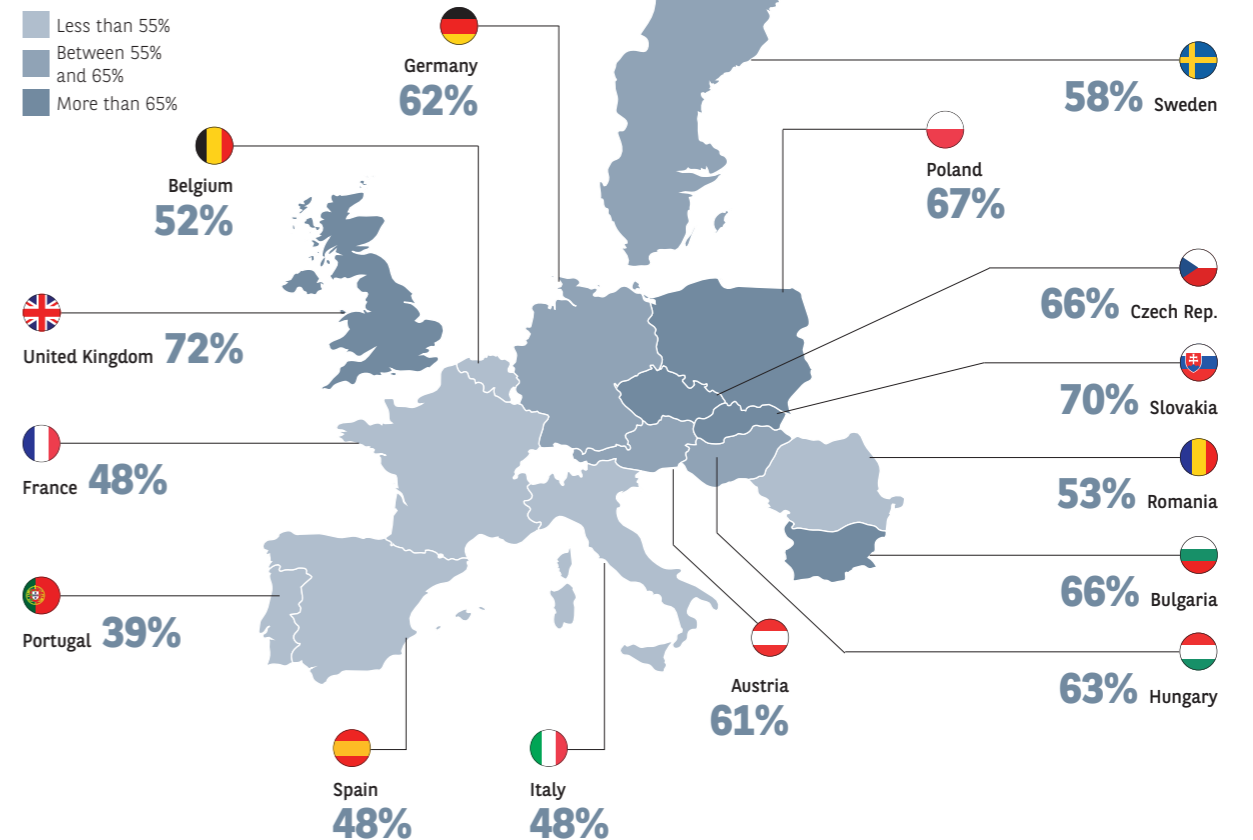 Less than 55%
Between 55%
and 65%
More than 65%
Germany
62%
58% Sweden
Belgium
52%
Poland
67%
United Kingdom 72%
66% Czech Rep.
70% Slovakia
France 48%
53% Romania
66% Bulgaria
Portugal 39%
Austria
61%
63% Hungary
Spain
48%
Italy
48%